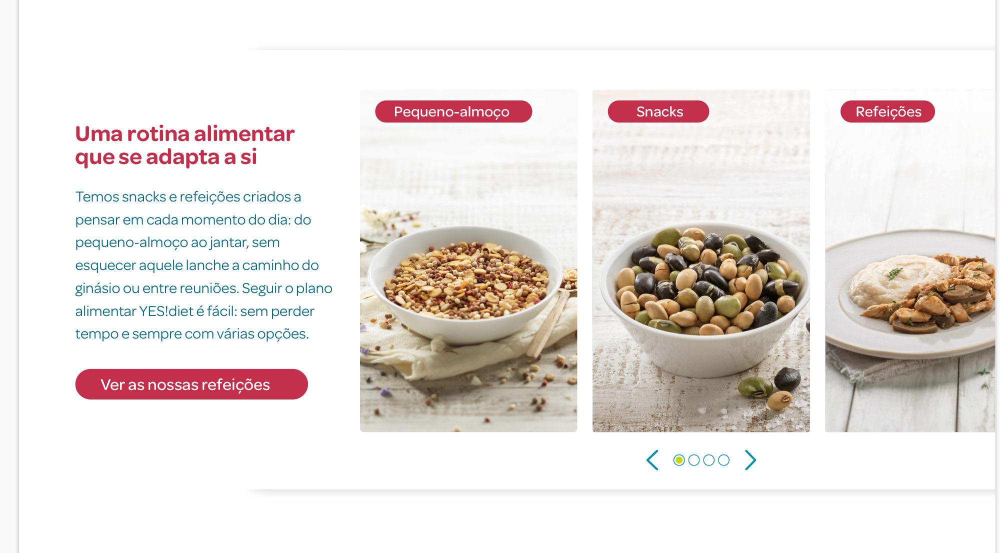 Uma rotina alimentar
que se adapta a si
Temos snacks e refeições criados a
pensar em cada momento do dia: do
pequeno-almoço ao jantar, sem
esquecer aquele lanche a caminho do
ginásio ou entre reuniões. Seguir o plano
alimentar YES!diet é fácil: sem perder
tempo e sempre com várias opções.
Ver as nossas refeições
Pequeno-almoço
Snacks
Refeições